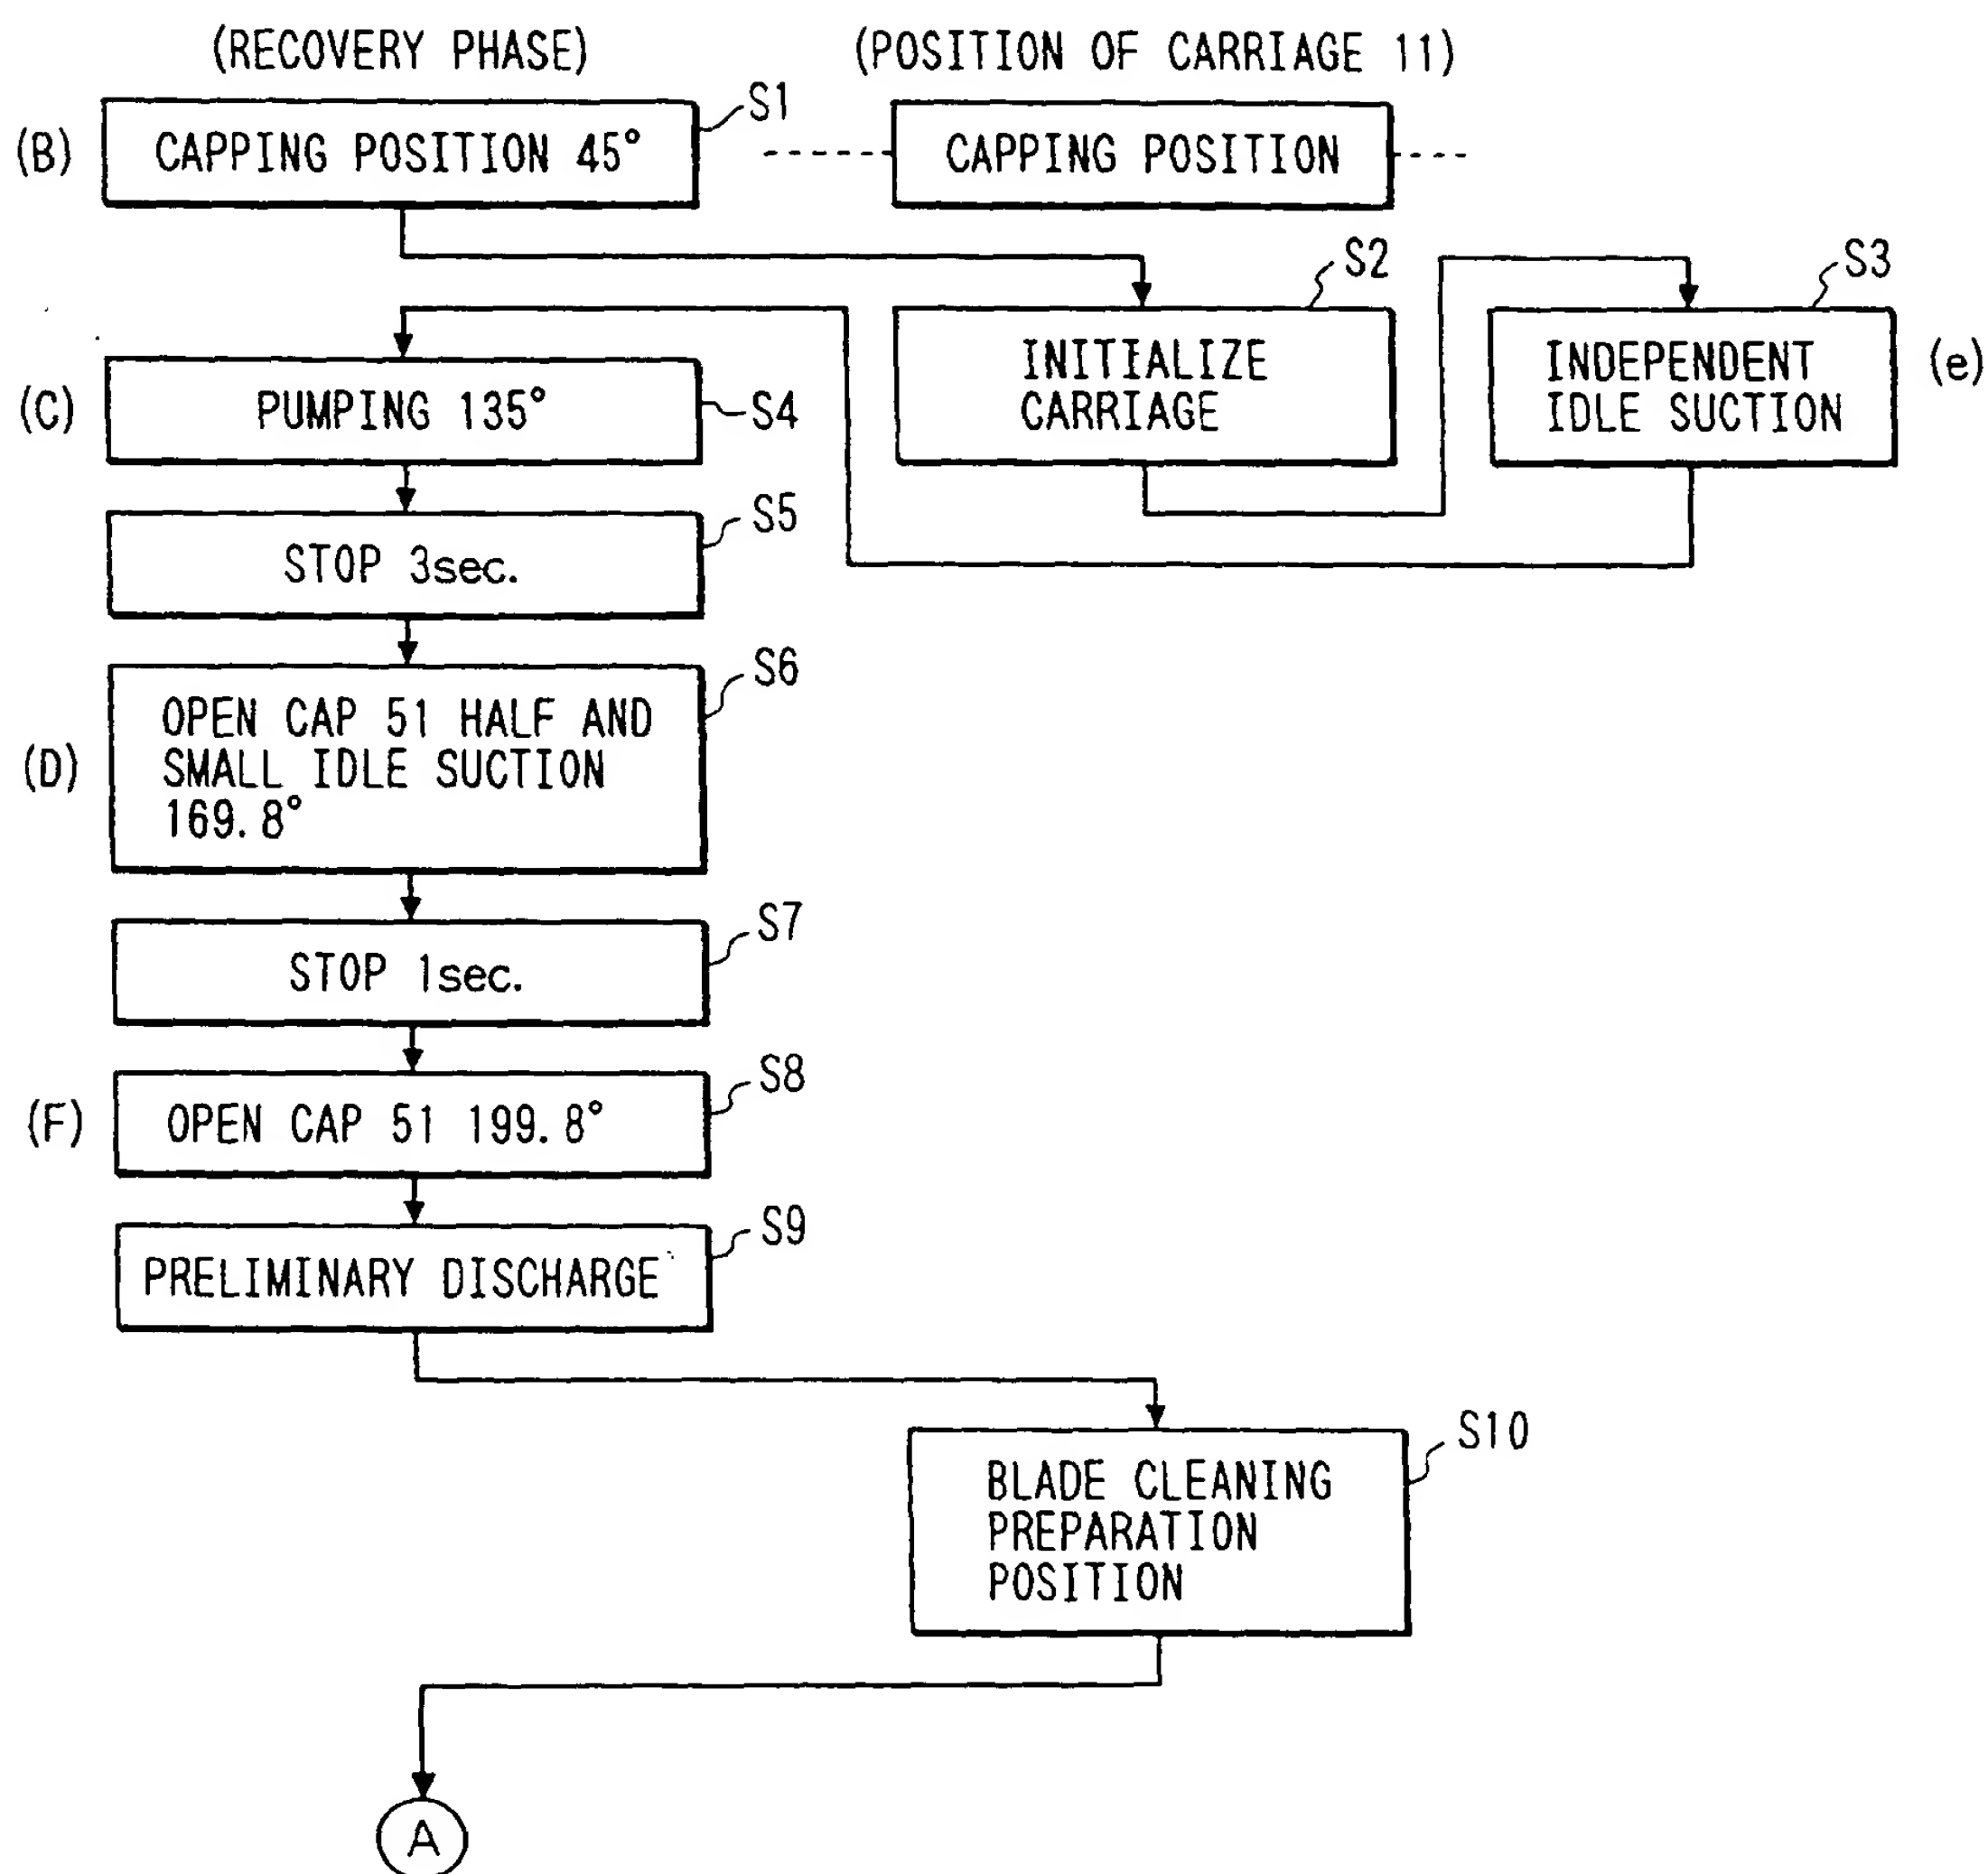 (RECOVERY PHASE)
(POSITION OF CARRIAGE 11)
(B)
CAPPING POSITION 45°
S1
CAPPING POSITION
S2
S3
INITIALIZE
CARRIAGE
INDEPENDENT
IDLE SUCTION
(e)
(C)
PUMPING 135°
S4
STOP 3sec.
S5
(D)
OPEN CAP 51 HALF AND
SMALL IDLE SUCTION
169.8°
S6
STOP 1sec.
S7
(F)
OPEN CAP 51 199.8°
S8
PRELIMINARY DISCHARGE
S9
BLADE CLEANING
PREPARATION
POSITION
S10
A